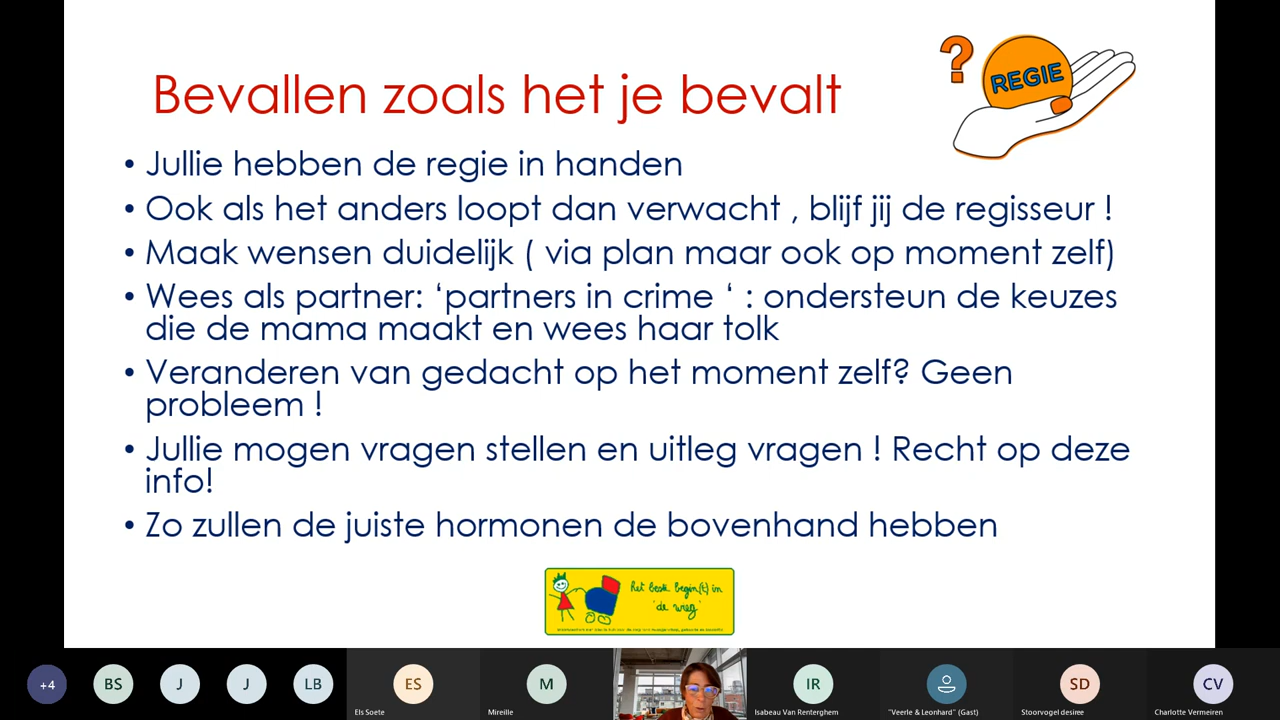 Bevallen zoals het je bevalt
?
REGIE
• Jullie hebben de regie in handen
• Ook als het anders loopt dan verwacht , blijf jij de regisseur !
• Maak wensen duidelijk ( via plan maar ook op moment zelf)
• Wees als partner: ‘partners in crime ‘ : ondersteun de keuzes
die de mama maakt en wees haar tolk
• Veranderen van gedacht op het moment zelf? Geen
probleem !
• Jullie mogen vragen stellen en uitleg vragen ! Recht op deze
info!
• Zo zullen de juiste hormonen de bovenhand hebben
het beste begin(t) in
'de wieg'
+4
BS
J
J
LB
ES
M
IR
SD
CV
Els Soete
Mireille
Isabeau Van Renterghem
"Veerle & Leonhard" (Gast)
Stoorvogel desiree
Charlotte Vermeiren